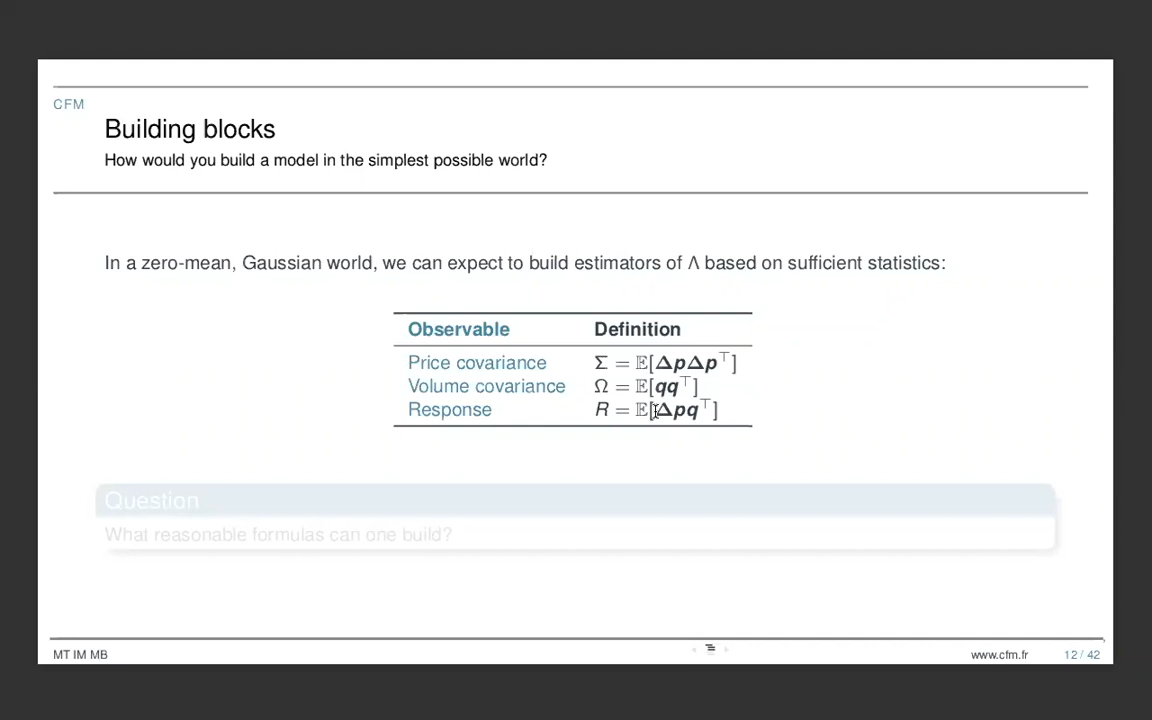 CFM
Building blocks
How would you build a model in the simplest possible world?
In a zero-mean, Gaussian world, we can expect to build estimators of Λ based on sufficient statistics:
Observable Definition
Price covariance Σ = 𝔼[ΔpΔp⊤]
Volume covariance Ω = 𝔼[qq⊤]
Response R = 𝔼[Δpq⊤]
Question
What reasonable formulas can one build?
MT IM MB www.cfm.fr 12 / 42